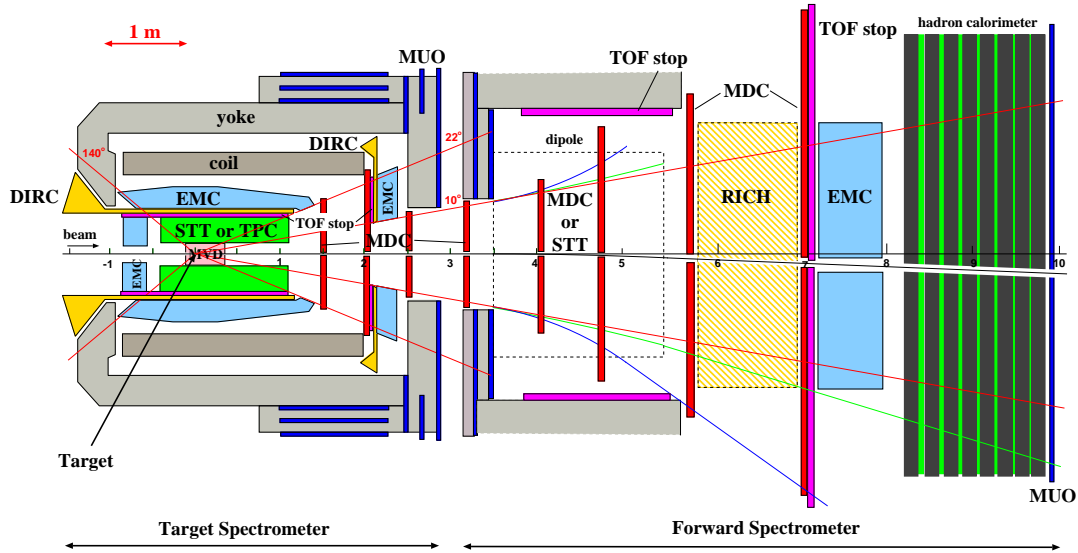 1 m
hadron calorimeter
MUO
TOF stop
TOF stop
MDC
yoke
22°
DIRC
dipole
140°
coil
DIRC
EMC
EMC
10°
MDC
or
STT
RICH
EMC
STT or TPC
TOF stop
beam
MDC
MVD
-1
1
2
3
4
5
6
7
8
9
10
EMC
Target
MUO
Target Spectrometer
Forward Spectrometer